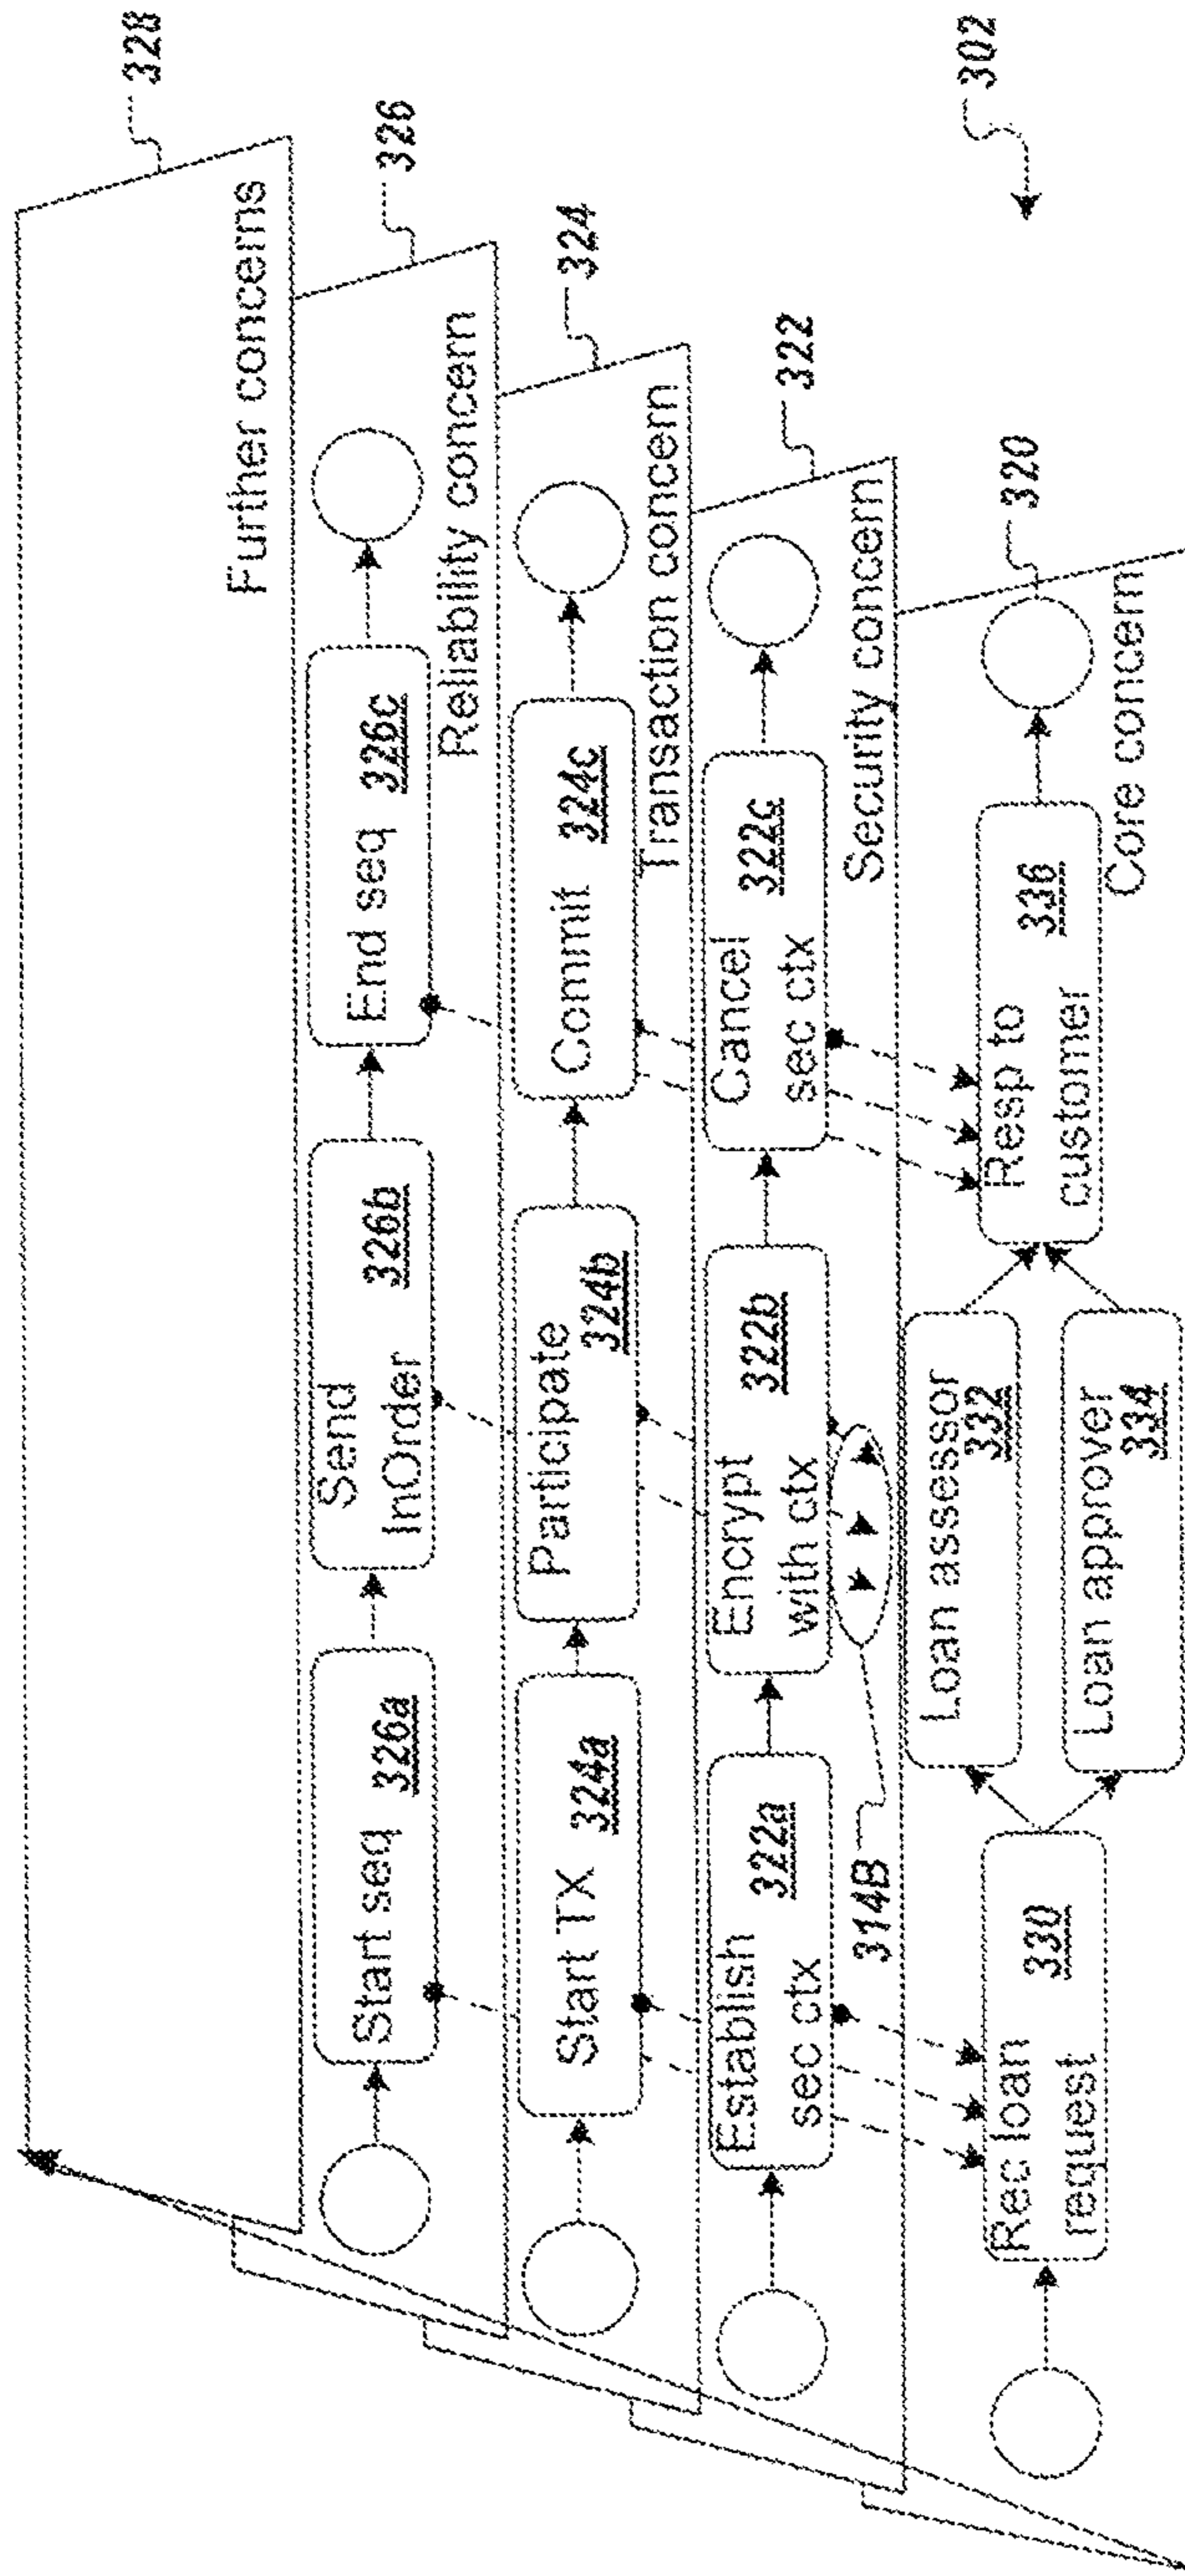 328
Further concerns
326
Start seq 326a
Send
InOrder 326b
End seq 326c
Reliability concern
324
Start TX 324a
Participate
324b
Commit 324c
Transaction concern
322
Establish
sec ctx 322a
Encrypt
with ctx 322b
Cancel
sec ctx 322c
Security concern
314B
320
Rec loan
request 330
Loan assessor
332
Loan approver
334
Resp to
customer 336
Core concern
302